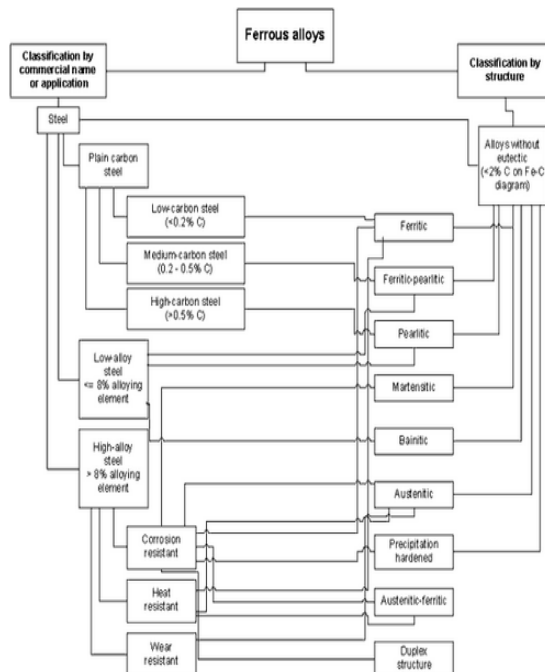 Ferrous alloys
Classification by
commercial name
or application
Classification by
structure
Steel
Alloys without
eutectic
(<2% C on Fe-C
diagram)
Plain carbon
steel
Low-carbon steel
(<0.2% C)
Ferritic
Medium-carbon steel
(0.2 - 0.5% C)
Ferritic-pearlitic
High-carbon steel
(>0.5% C)
Pearlitic
Low-alloy
steel
<= 8% alloying
element
Martensitic
Bainitic
High-alloy
steel
> 8% alloying
element
Austenitic
Corrosion
resistant
Precipitation
hardened
Heat
resistant
Austenitic-ferritic
Wear
resistant
Duplex
structure